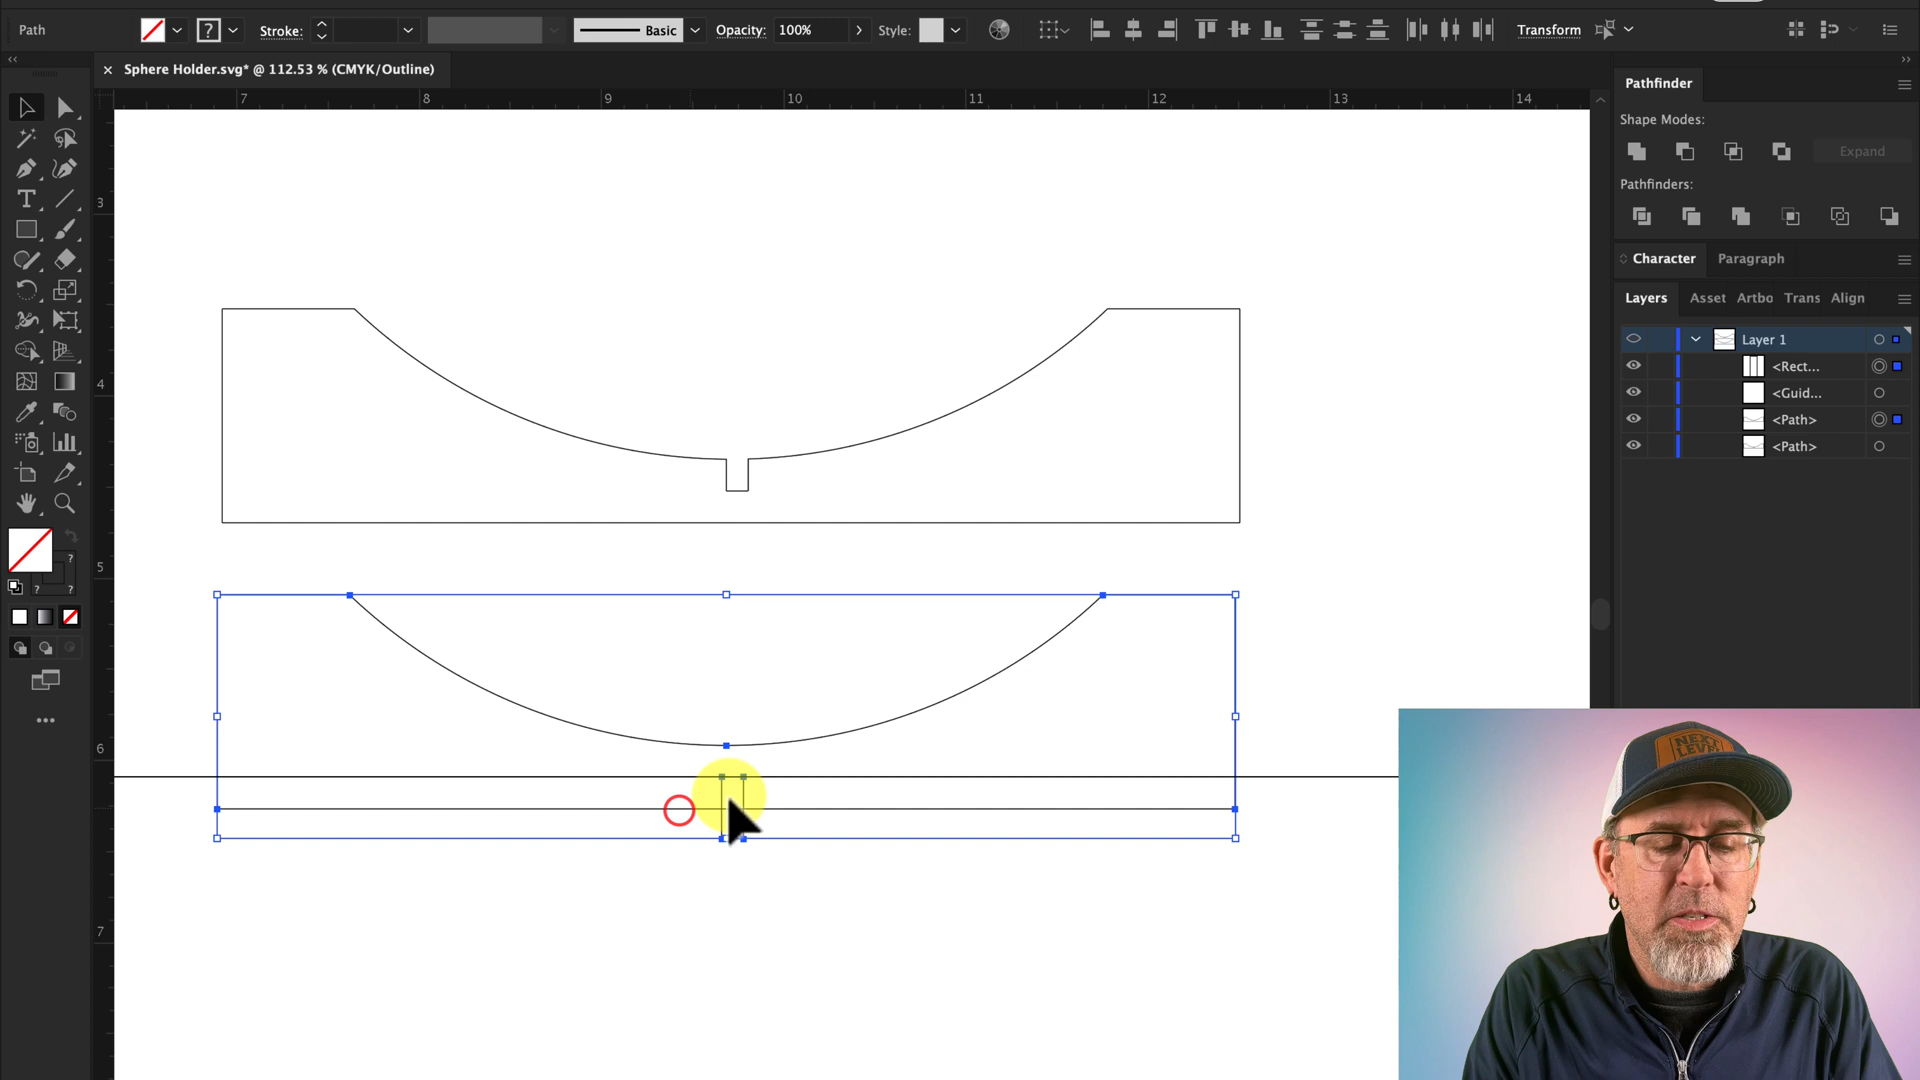 Path
?
Stroke:
Basic
Opacity:
100%
Style:
Transform
× Sphere Holder.svg* @ 112.53 % (CMYK/Outline)
7 8 9 10 11 12 13 14
3
4
5
6
7
T
?
? ?
Pathfinder
Shape Modes:
Expand
Pathfinders:
Character Paragraph
Layers Asset Artbo Trans Align
Layer 1
<Rect...
<Guid...
<Path>
<Path>
NEXT
LEVEL